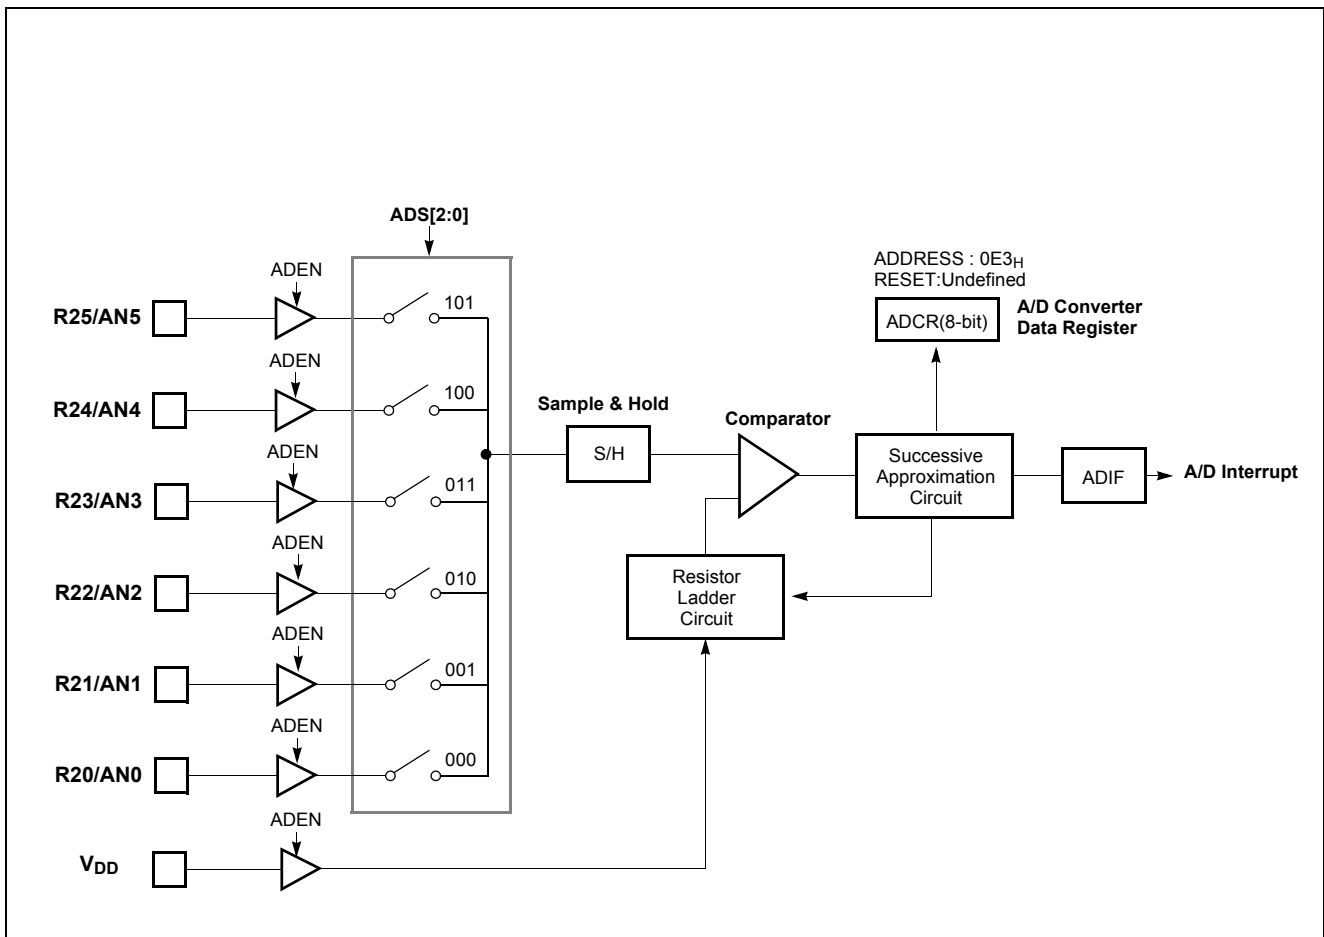 ADS[2:0]
ADDRESS : 0E3H
RESET:Undefined
ADCR(8-bit)
A/D Converter
Data Register
ADEN
R25/AN5
101
ADEN
R24/AN4
100
Sample & Hold
S/H
Comparator
Successive
Approximation
Circuit
ADIF
A/D Interrupt
ADEN
R23/AN3
011
ADEN
R22/AN2
010
Resistor
Ladder
Circuit
ADEN
R21/AN1
001
ADEN
R20/AN0
000
ADEN
VDD